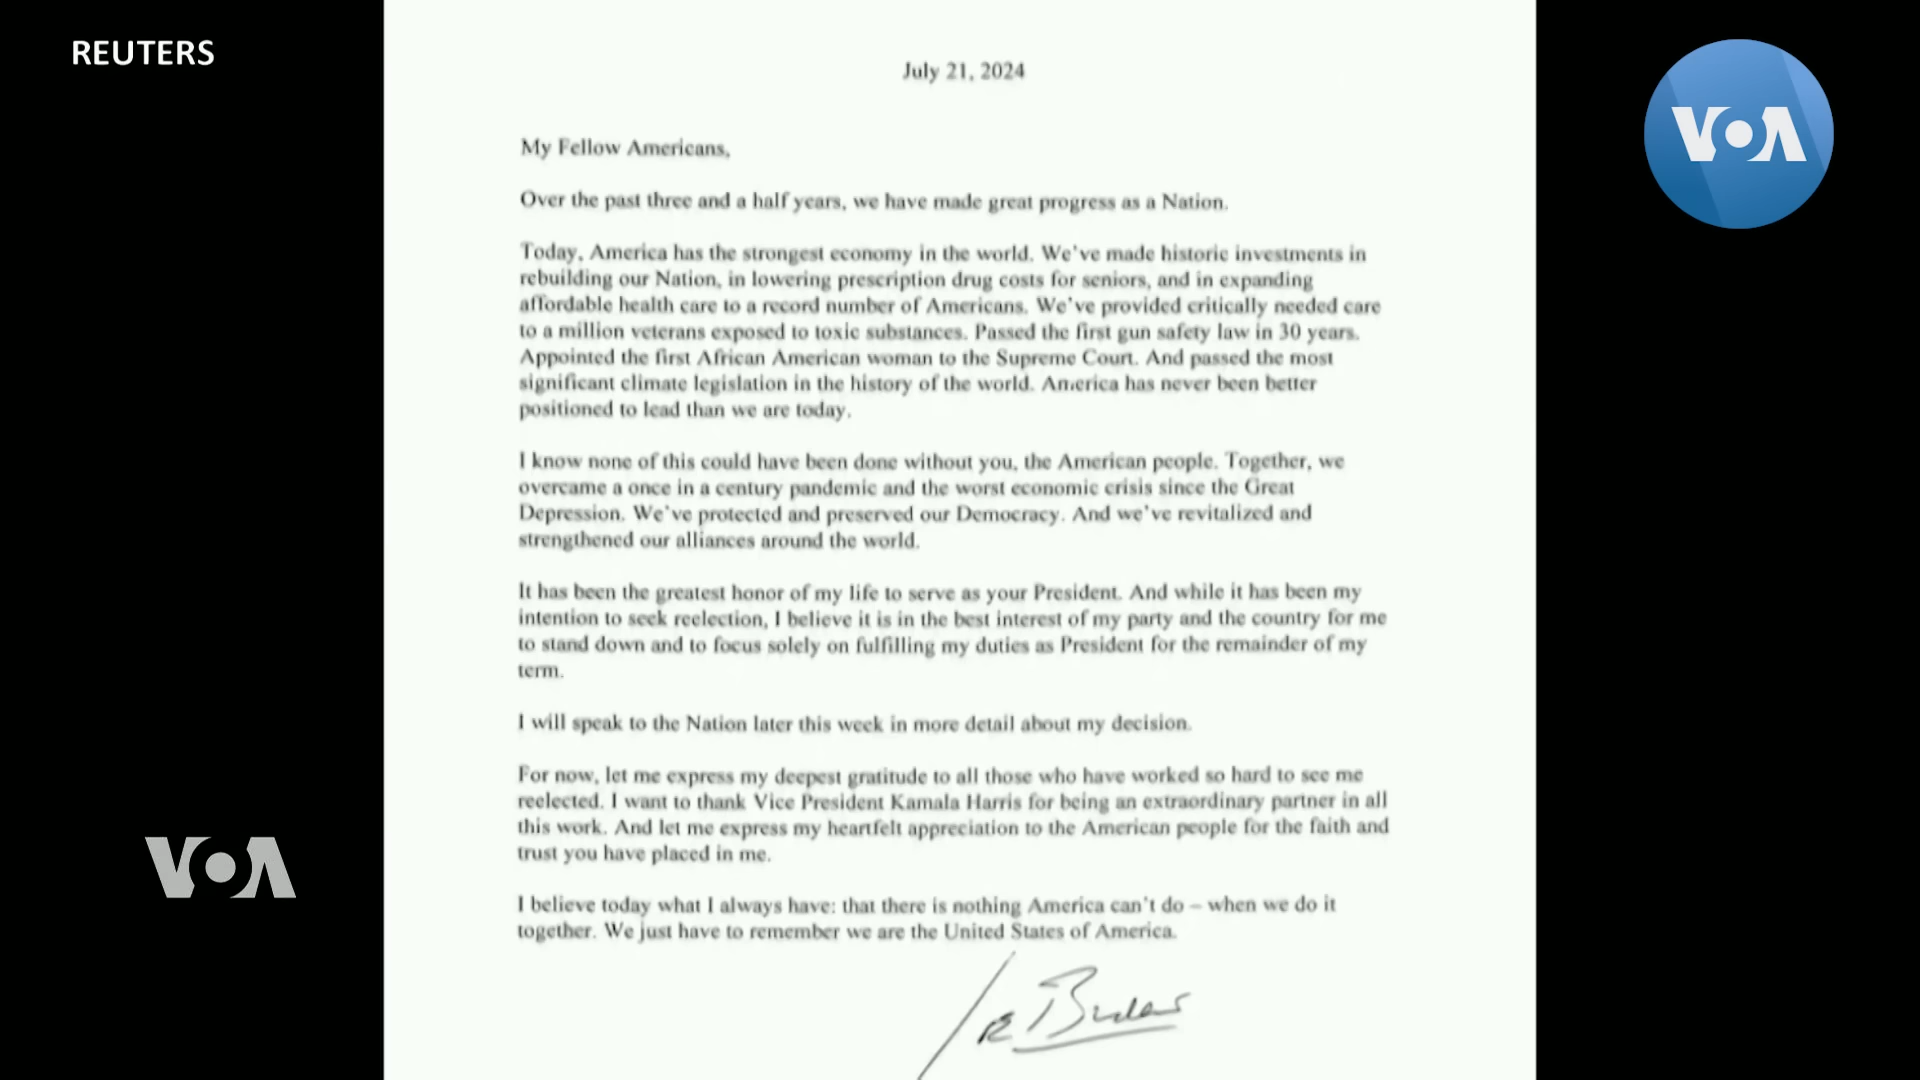 REUTERS
VOA
July 21, 2024
My Fellow Americans,
Over the past three and a half years, we have made great progress as a Nation.
Today, America has the strongest economy in the world. We've made historic investments in
rebuilding our Nation, in lowering prescription drug costs for seniors, and in expanding
affordable health care to a record number of Americans. We've provided critically needed care
to a million veterans exposed to toxic substances. Passed the first gun safety law in 30 years.
Appointed the first African American woman to the Supreme Court. And passed the most
significant climate legislation in the history of the world. America has never been better
positioned to lead than we are today.
I know none of this could have been done without you, the American people. Together, we
overcame a once in a century pandemic and the worst economic crisis since the Great
Depression. We've protected and preserved our Democracy. And we've revitalized and
strengthened our alliances around the world.
It has been the greatest honor of my life to serve as your President. And while it has been my
intention to seek reelection, I believe it is in the best interest of my party and the country for me
to stand down and to focus solely on fulfilling my duties as President for the remainder of my
term.
I will speak to the Nation later this week in more detail about my decision.
For now, let me express my deepest gratitude to all those who have worked so hard to see me
reelected. I want to thank Vice President Kamala Harris for being an extraordinary partner in all
this work. And let me express my heartfelt appreciation to the American people for the faith and
trust you have placed in me.
VOA
I believe today what I always have: that there is nothing America can't do – when we do it
together. We just have to remember we are the United States of America.
Joe Biden